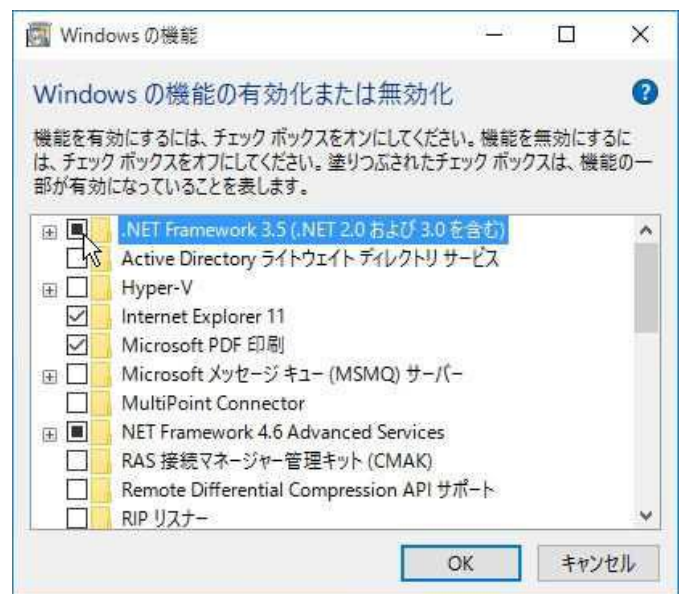 Windows の機能
Windows の機能の有効化または無効化
?
機能を有効にするには、チェック ボックスをオンにしてください。機能を無効にするに
は、チェック ボックスをオフにしてください。塗りつぶされたチェック ボックスは、機能の一
部が有効になっていることを表します。
.NET Framework 3.5 (.NET 2.0 および 3.0 を含む)
Active Directory ライトウェイト ディレクトリ サービス
Hyper-V
Internet Explorer 11
Microsoft PDF 印刷
Microsoft メッセージ キュー (MSMQ) サーバー
MultiPoint Connector
NET Framework 4.6 Advanced Services
RAS 接続マネージャー管理キット (CMAK)
Remote Differential Compression API サポート
RIP リスナー
OK
キャンセル